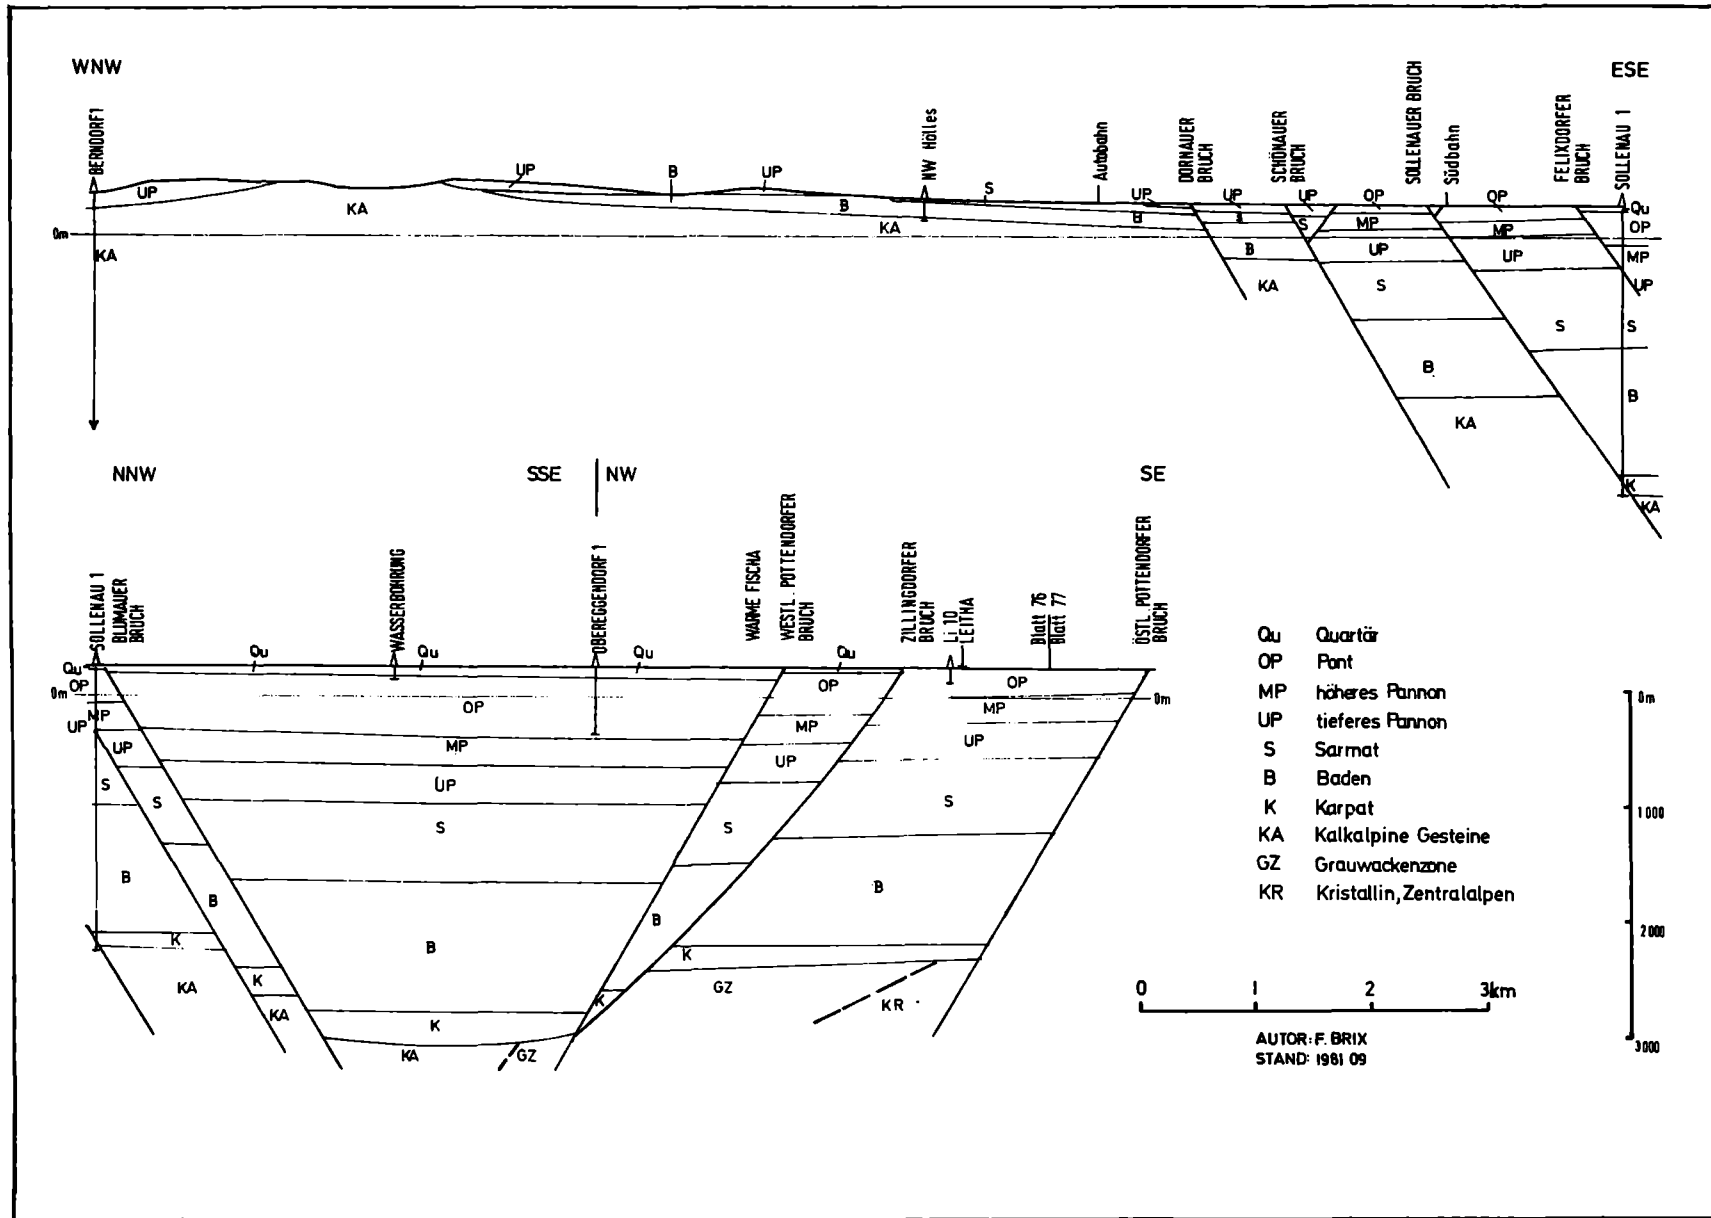 WNW
ESE
BERNDORF 1
NW Hölles
Autobahn
DORNAUER
BRUCH
SCHÖNAUER
BRUCH
SOLLENAUER BRUCH
Südbahn
FELIXDORFER
BRUCH
SOLLENAU 1
UP
KA
UP
B
UP
B
S
KA
UP
B
UP
UP
S
OP
MP
OP
MP
Qu
OP
MP
UP
0m
KA
B
KA
UP
S
B
KA
UP
S
S
B
K
KA
NNW
SSE
NW
SE
SOLLENAU 1
BLUMAUER
BRUCH
WASSERBOHRUNG
OBEREGGENDORF 1
WARME FISCHA
WESTL. POTTENDORFER
BRUCH
ZILLINGDORFER
BRUCH
Li 10
LEITHA
Blatt 76
Blatt 77
ÖSTL. POTTENDORFER
BRUCH
Qu
Qu
Qu
Qu
Qu
OP
0m
MP
UP
UP
S
S
B
B
K
K
KA
KA
OP
MP
UP
S
B
K
KA
GZ
OP
MP
UP
S
B
K
OP
MP
UP
S
B
K
GZ
KR
0m
Qu Quartär
OP Pont
MP höheres Pannon
UP tieferes Pannon
S Sarmat
B Baden
K Karpat
KA Kalkalpine Gesteine
GZ Grauwackenzone
KR Kristallin, Zentralalpen
0m
1000
2000
3000
0 1 2 3km
AUTOR: F. BRIX
STAND: 1981 09